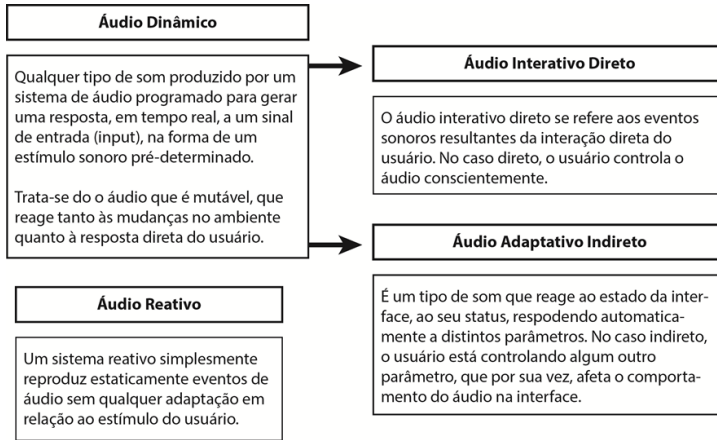 Áudio Dinâmico
Qualquer tipo de som produzido por um
sistema de áudio programado para gerar
uma resposta, em tempo real, a um sinal
de entrada (input), na forma de um
estímulo sonoro pré-determinado.
Trata-se do o áudio que é mutável, que
reage tanto às mudanças no ambiente
quanto à resposta direta do usuário.
Áudio Interativo Direto
O áudio interativo direto se refere aos eventos
sonoros resultantes da interação direta do
usuário. No caso direto, o usuário controla o
áudio conscientemente.
Áudio Adaptativo Indireto
É um tipo de som que reage ao estado da inter-
face, ao seu status, respodendo automatica-
mente a distintos parâmetros. No caso indireto,
o usuário está controlando algum outro
parâmetro, que por sua vez, afeta o comporta-
mento do áudio na interface.
Áudio Reativo
Um sistema reativo simplesmente
reproduz estaticamente eventos de
áudio sem qualquer adaptação em
relação ao estímulo do usuário.